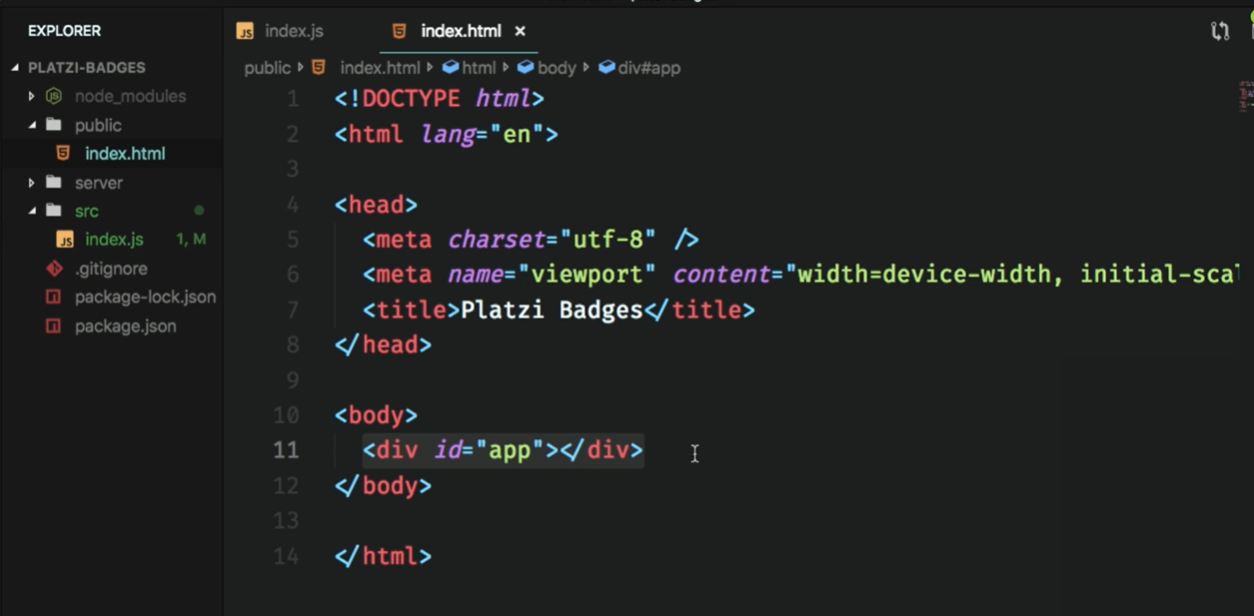 EXPLORER
PLATZI-BADGES
node_modules
public
index.html
server
src
index.js 1, M
.gitignore
package-lock.json
package.json
index.js index.html ×
public index.html html body div#app
1 <!DOCTYPE html>
2 <html lang="en">
3
4 <head>
5 <meta charset="utf-8" />
6 <meta name="viewport" content="width=device-width, initial-scal
7 <title>Platzi Badges</title>
8 </head>
9
10 <body>
11 <div id="app"></div>
12 </body>
13
14 </html>